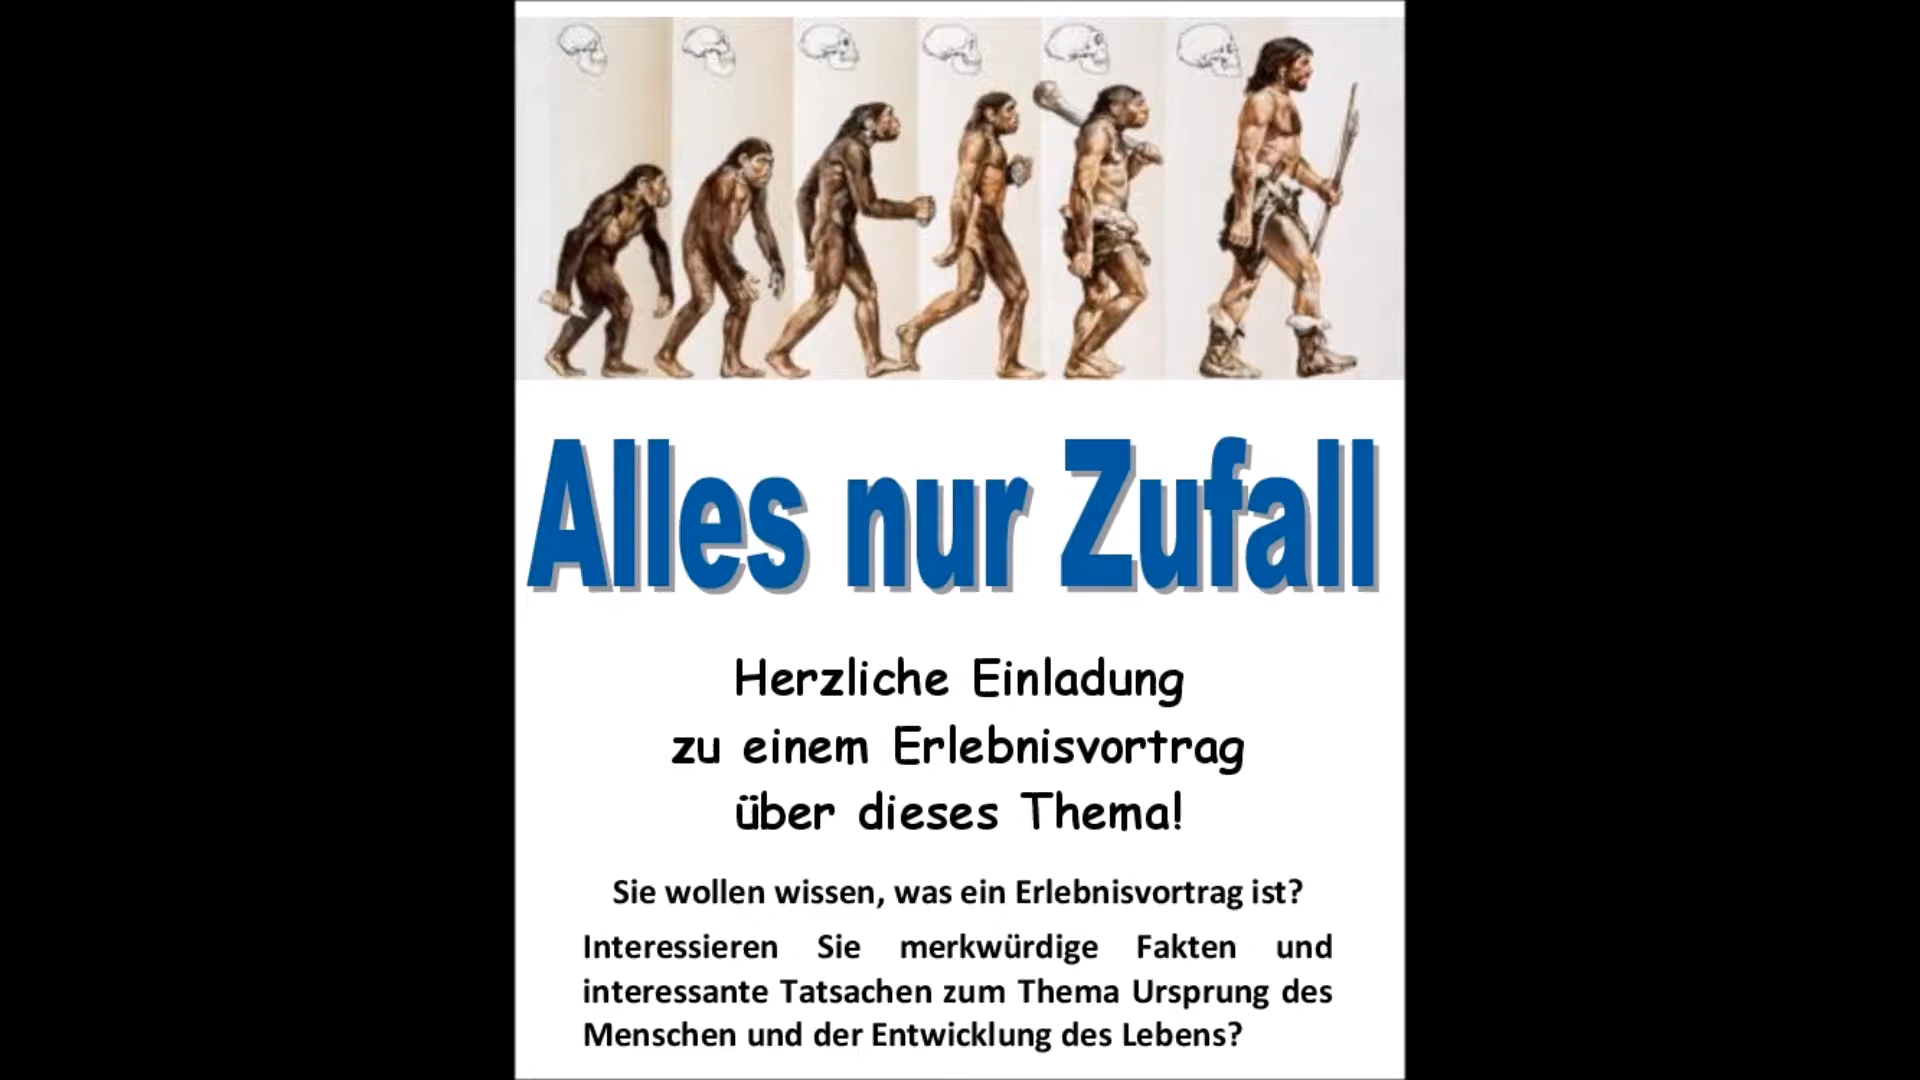 Alles nur Zufall
Herzliche Einladung
zu einem Erlebnisvortrag
über dieses Thema!
Sie wollen wissen, was ein Erlebnisvortrag ist?
Interessieren Sie merkwürdige Fakten und
interessante Tatsachen zum Thema Ursprung des
Menschen und der Entwicklung des Lebens?